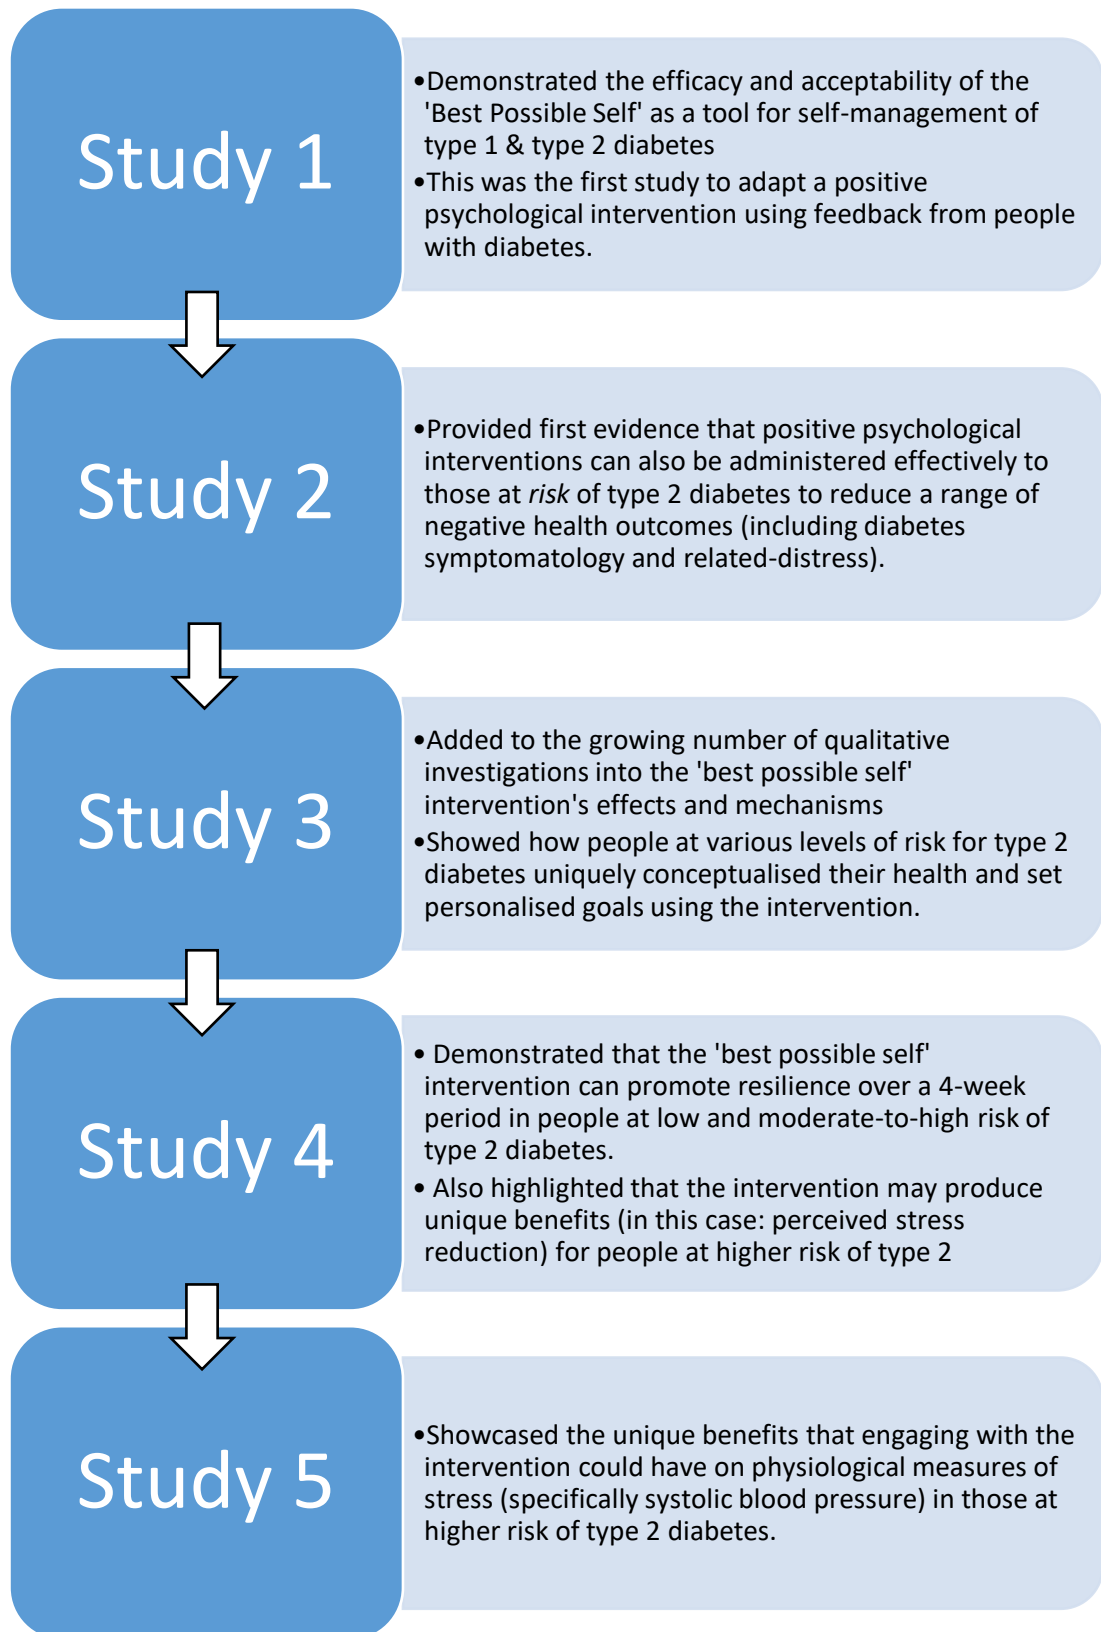 Study 1
•Demonstrated the efficacy and acceptability of the
'Best Possible Self' as a tool for self-management of
type 1 & type 2 diabetes
•This was the first study to adapt a positive
psychological intervention using feedback from people
with diabetes.
Study 2
•Provided first evidence that positive psychological
interventions can also be administered effectively to
those at risk of type 2 diabetes to reduce a range of
negative health outcomes (including diabetes
symptomatology and related-distress).
Study 3
•Added to the growing number of qualitative
investigations into the 'best possible self'
intervention's effects and mechanisms
•Showed how people at various levels of risk for type 2
diabetes uniquely conceptualised their health and set
personalised goals using the intervention.
Study 4
• Demonstrated that the 'best possible self'
intervention can promote resilience over a 4-week
period in people at low and moderate-to-high risk of
type 2 diabetes.
• Also highlighted that the intervention may produce
unique benefits (in this case: perceived stress
reduction) for people at higher risk of type 2
Study 5
•Showcased the unique benefits that engaging with the
intervention could have on physiological measures of
stress (specifically systolic blood pressure) in those at
higher risk of type 2 diabetes.